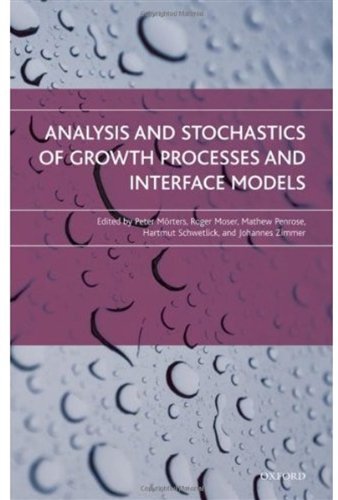 ANALYSIS AND STOCHASTICS
OF GROWTH PROCESSES AND
INTERFACE MODELS
Edited by Peter Mörters, Roger Moser, Mathew Penrose,
Hartmut Schwetlick, and Johannes Zimmer
OXFORD